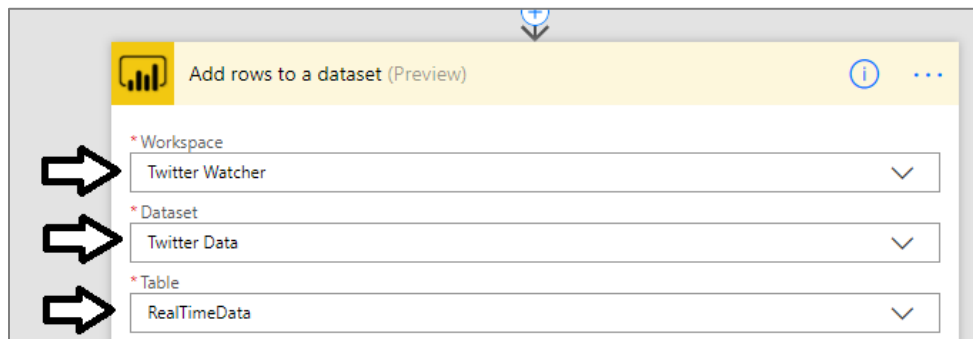 Add rows to a dataset (Preview)
* Workspace
Twitter Watcher
* Dataset
Twitter Data
* Table
RealTimeData